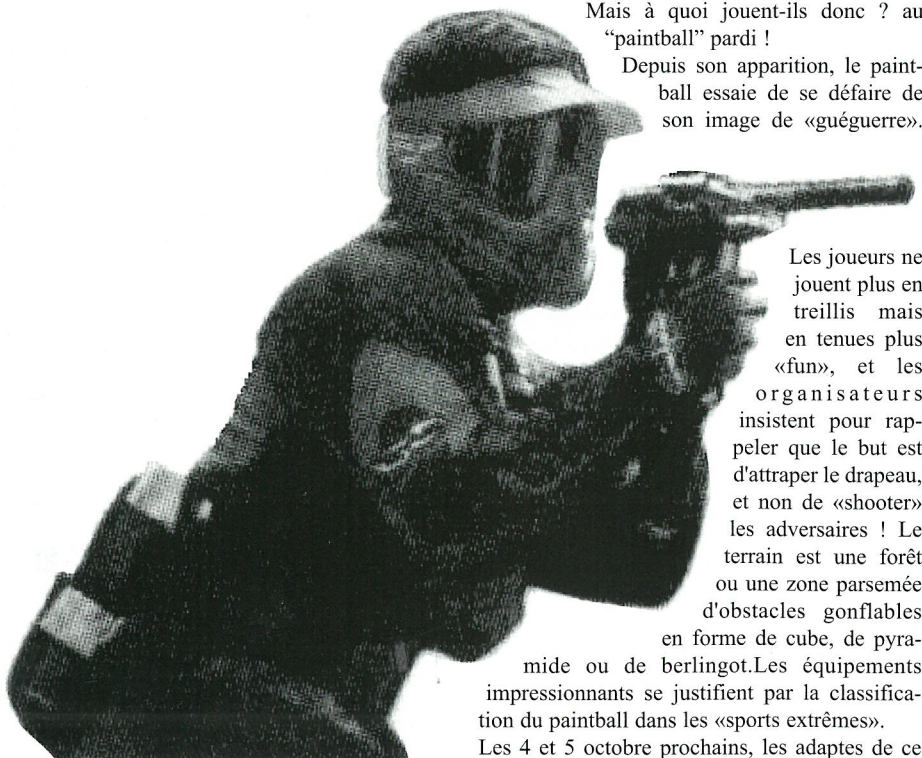 Mais à quoi jouent-ils donc ? au
“paintball” pardi !
Depuis son apparition, le paint-
ball essaie de se défaire de
son image de «guéguerre».
Les joueurs ne
jouent plus en
treillis mais
en tenues plus
«fun», et les
organisateurs
insistent pour rap-
peler que le but est
d'attraper le drapeau,
et non de «shooter»
les adversaires ! Le
terrain est une forêt
ou une zone parsemée
d'obstacles gonflables
en forme de cube, de pyra-
mide ou de berlingot.Les équipements
impressionnants se justifient par la classifica-
tion du paintball dans les «sports extrêmes».
Les 4 et 5 octobre prochains, les adaptes de ce